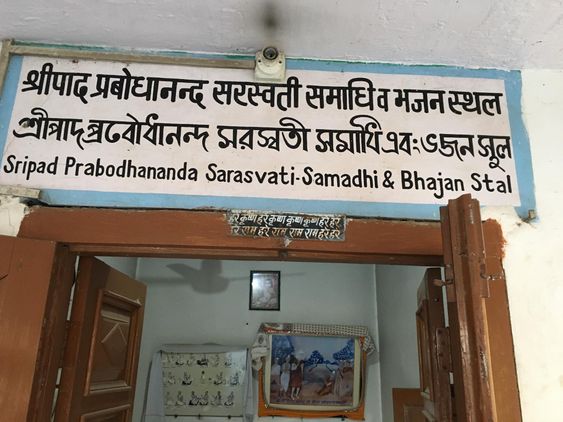 श्रीपाद प्रबोधानन्द सरस्वती समाधि व भजन स्थल
শ্রীপাদ প্রবোধানন্দ সরস্বতী সমাধি এবং ভজন স্থল
Sripad Prabodhananda Sarasvati-Samadhi & Bhajan Stal
हरे कृष्ण हरे कृष्ण कृष्ण कृष्ण हरे हरे
हरे राम हरे राम राम राम हरे हरे